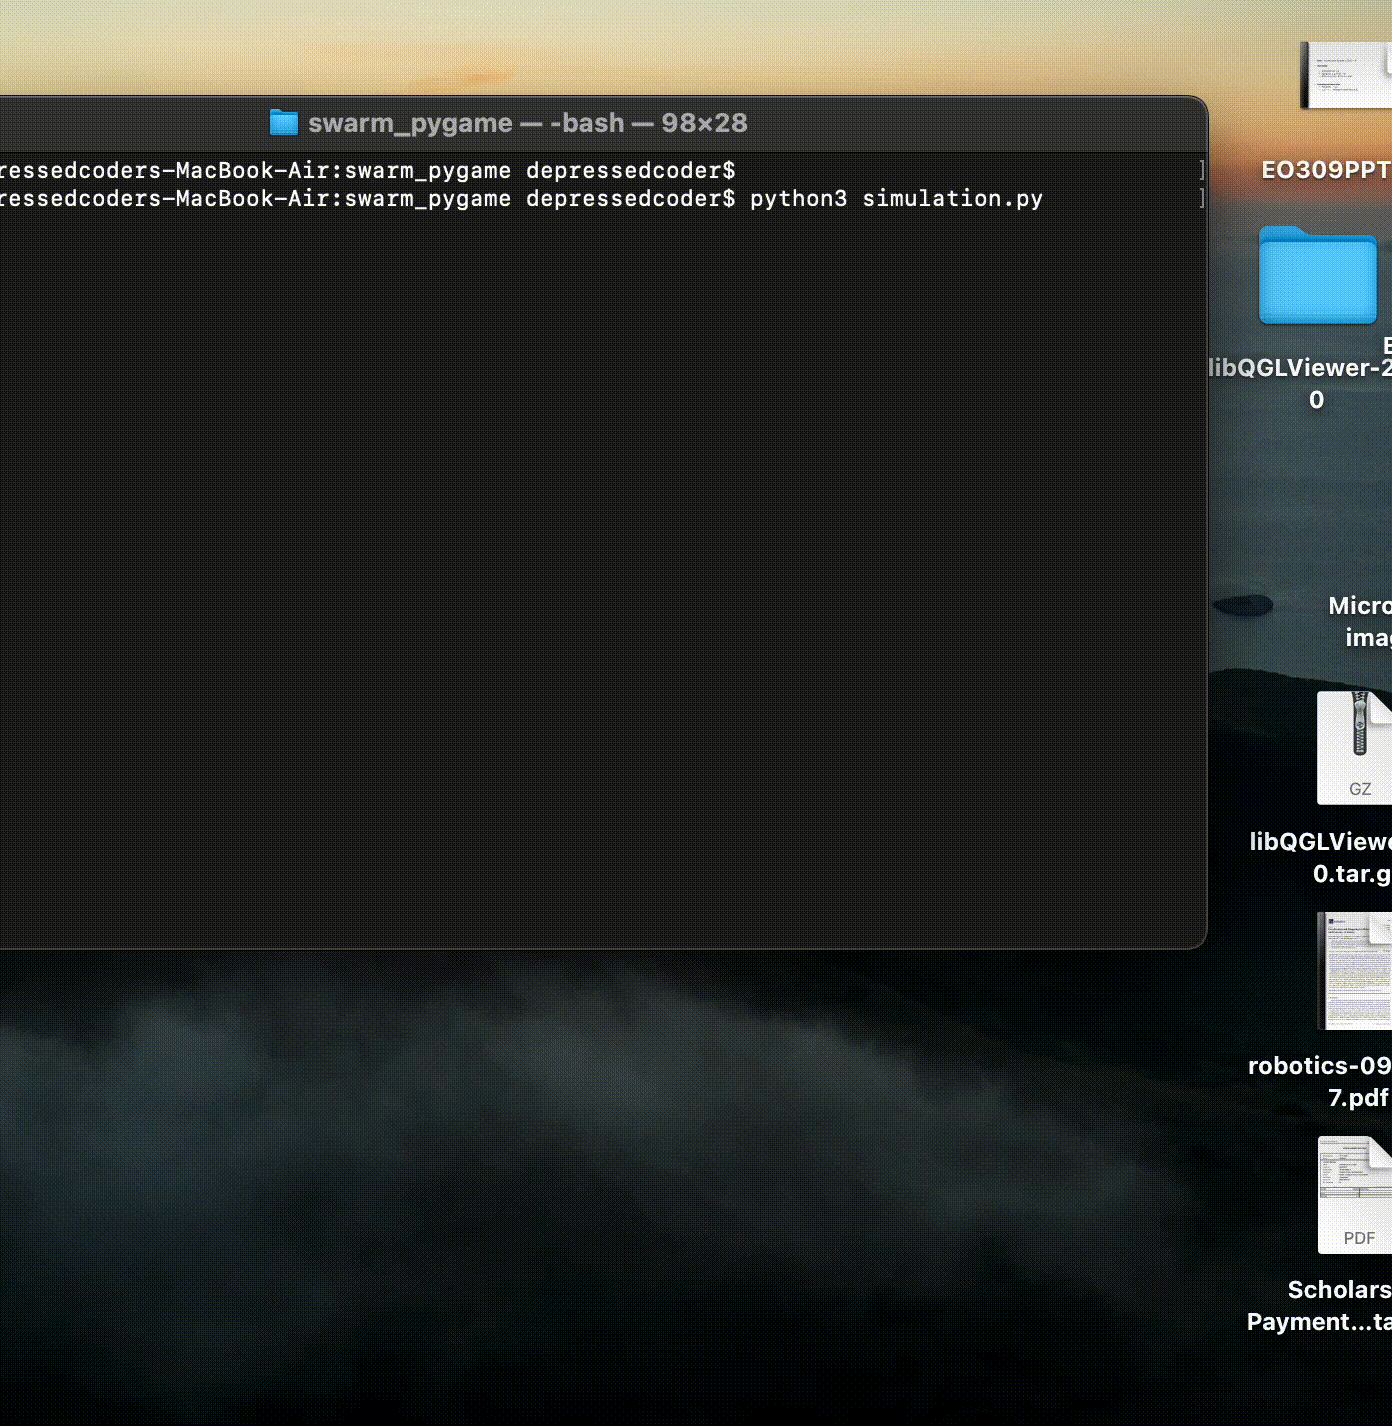 swarm_pygame — -bash — 98×28
ressedcoders-MacBook-Air:swarm_pygame depressedcoder$
ressedcoders-MacBook-Air:swarm_pygame depressedcoder$ python3 simulation.py
EO309PPT
E
libQGLViewer-2
0
Micro
imag
GZ
libQGLViewe
0.tar.g
robotics-09
7.pdf
PDF
Scholars
Payment...ta